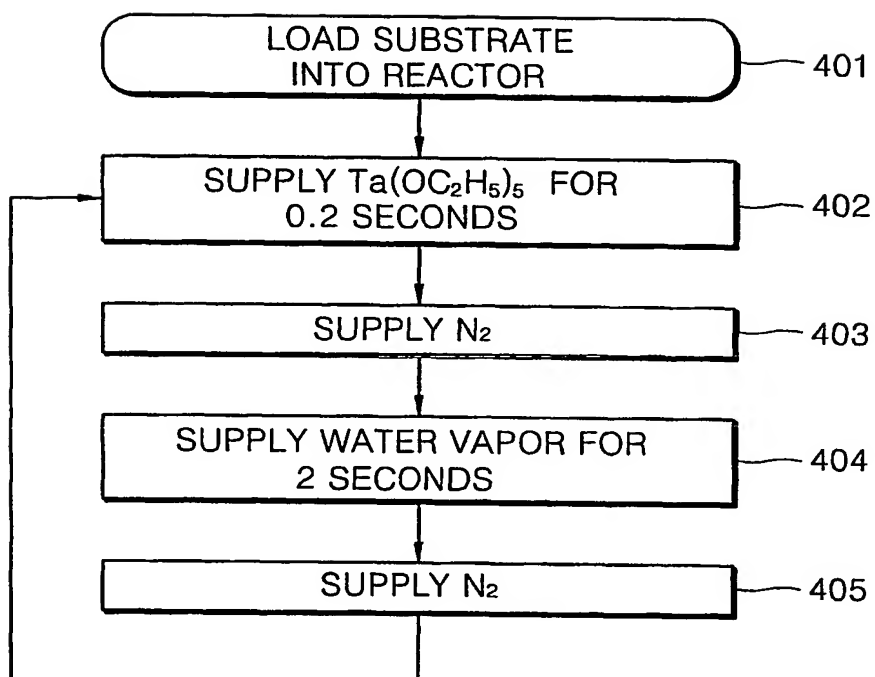 LOAD SUBSTRATE
INTO REACTOR
401
SUPPLY Ta(OC₂H₅)₅ FOR
0.2 SECONDS
402
SUPPLY N₂
403
SUPPLY WATER VAPOR FOR
2 SECONDS
404
SUPPLY N₂
405